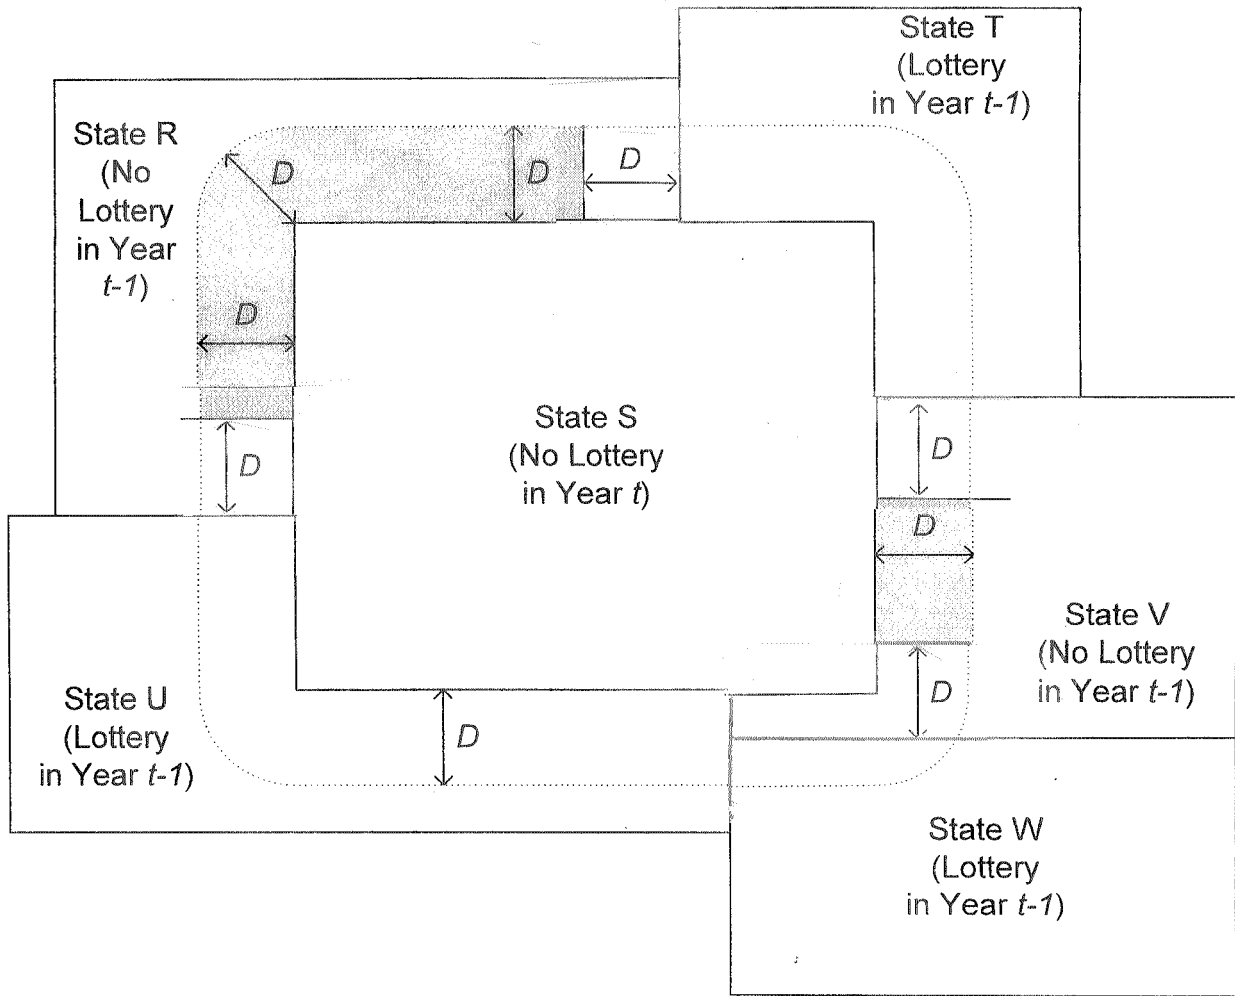 State T
(Lottery
in Year t-1)
State R
(No
Lottery
in Year
t-1)
D
D
D
D
State S
(No Lottery
in Year t)
D
D
D
State V
(No Lottery
in Year t-1)
D
State U
(Lottery
in Year t-1)
D
State W
(Lottery
in Year t-1)